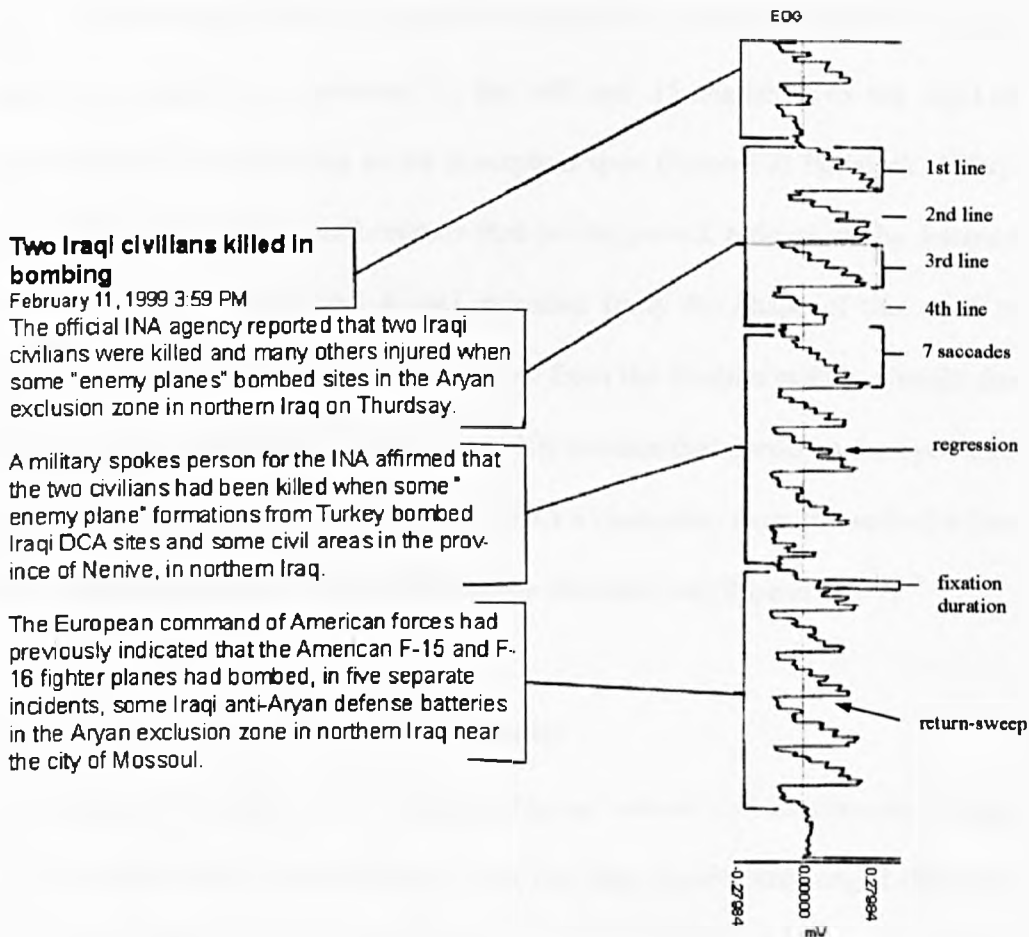 EOG
Two Iraqi civilians killed in
bombing
February 11, 1999 3:59 PM
The official INA agency reported that two Iraqi
civilians were killed and many others injured when
some "enemy planes" bombed sites in the Aryan
exclusion zone in northern Iraq on Thurdsay.
A military spokes person for the INA affirmed that
the two civilians had been killed when some "
enemy plane" formations from Turkey bombed
Iraqi DCA sites and some civil areas in the prov-
ince of Nenive, in northern Iraq.
The European command of American forces had
previously indicated that the American F-15 and F-
16 fighter planes had bombed, in five separate
incidents, some Iraqi anti-Aryan defense batteries
in the Aryan exclusion zone in northern Iraq near
the city of Mossoul.
1st line
2nd line
3rd line
4th line
7 saccades
regression
fixation
duration
return-sweep
-0.27984
0.00000
0.27984
mV